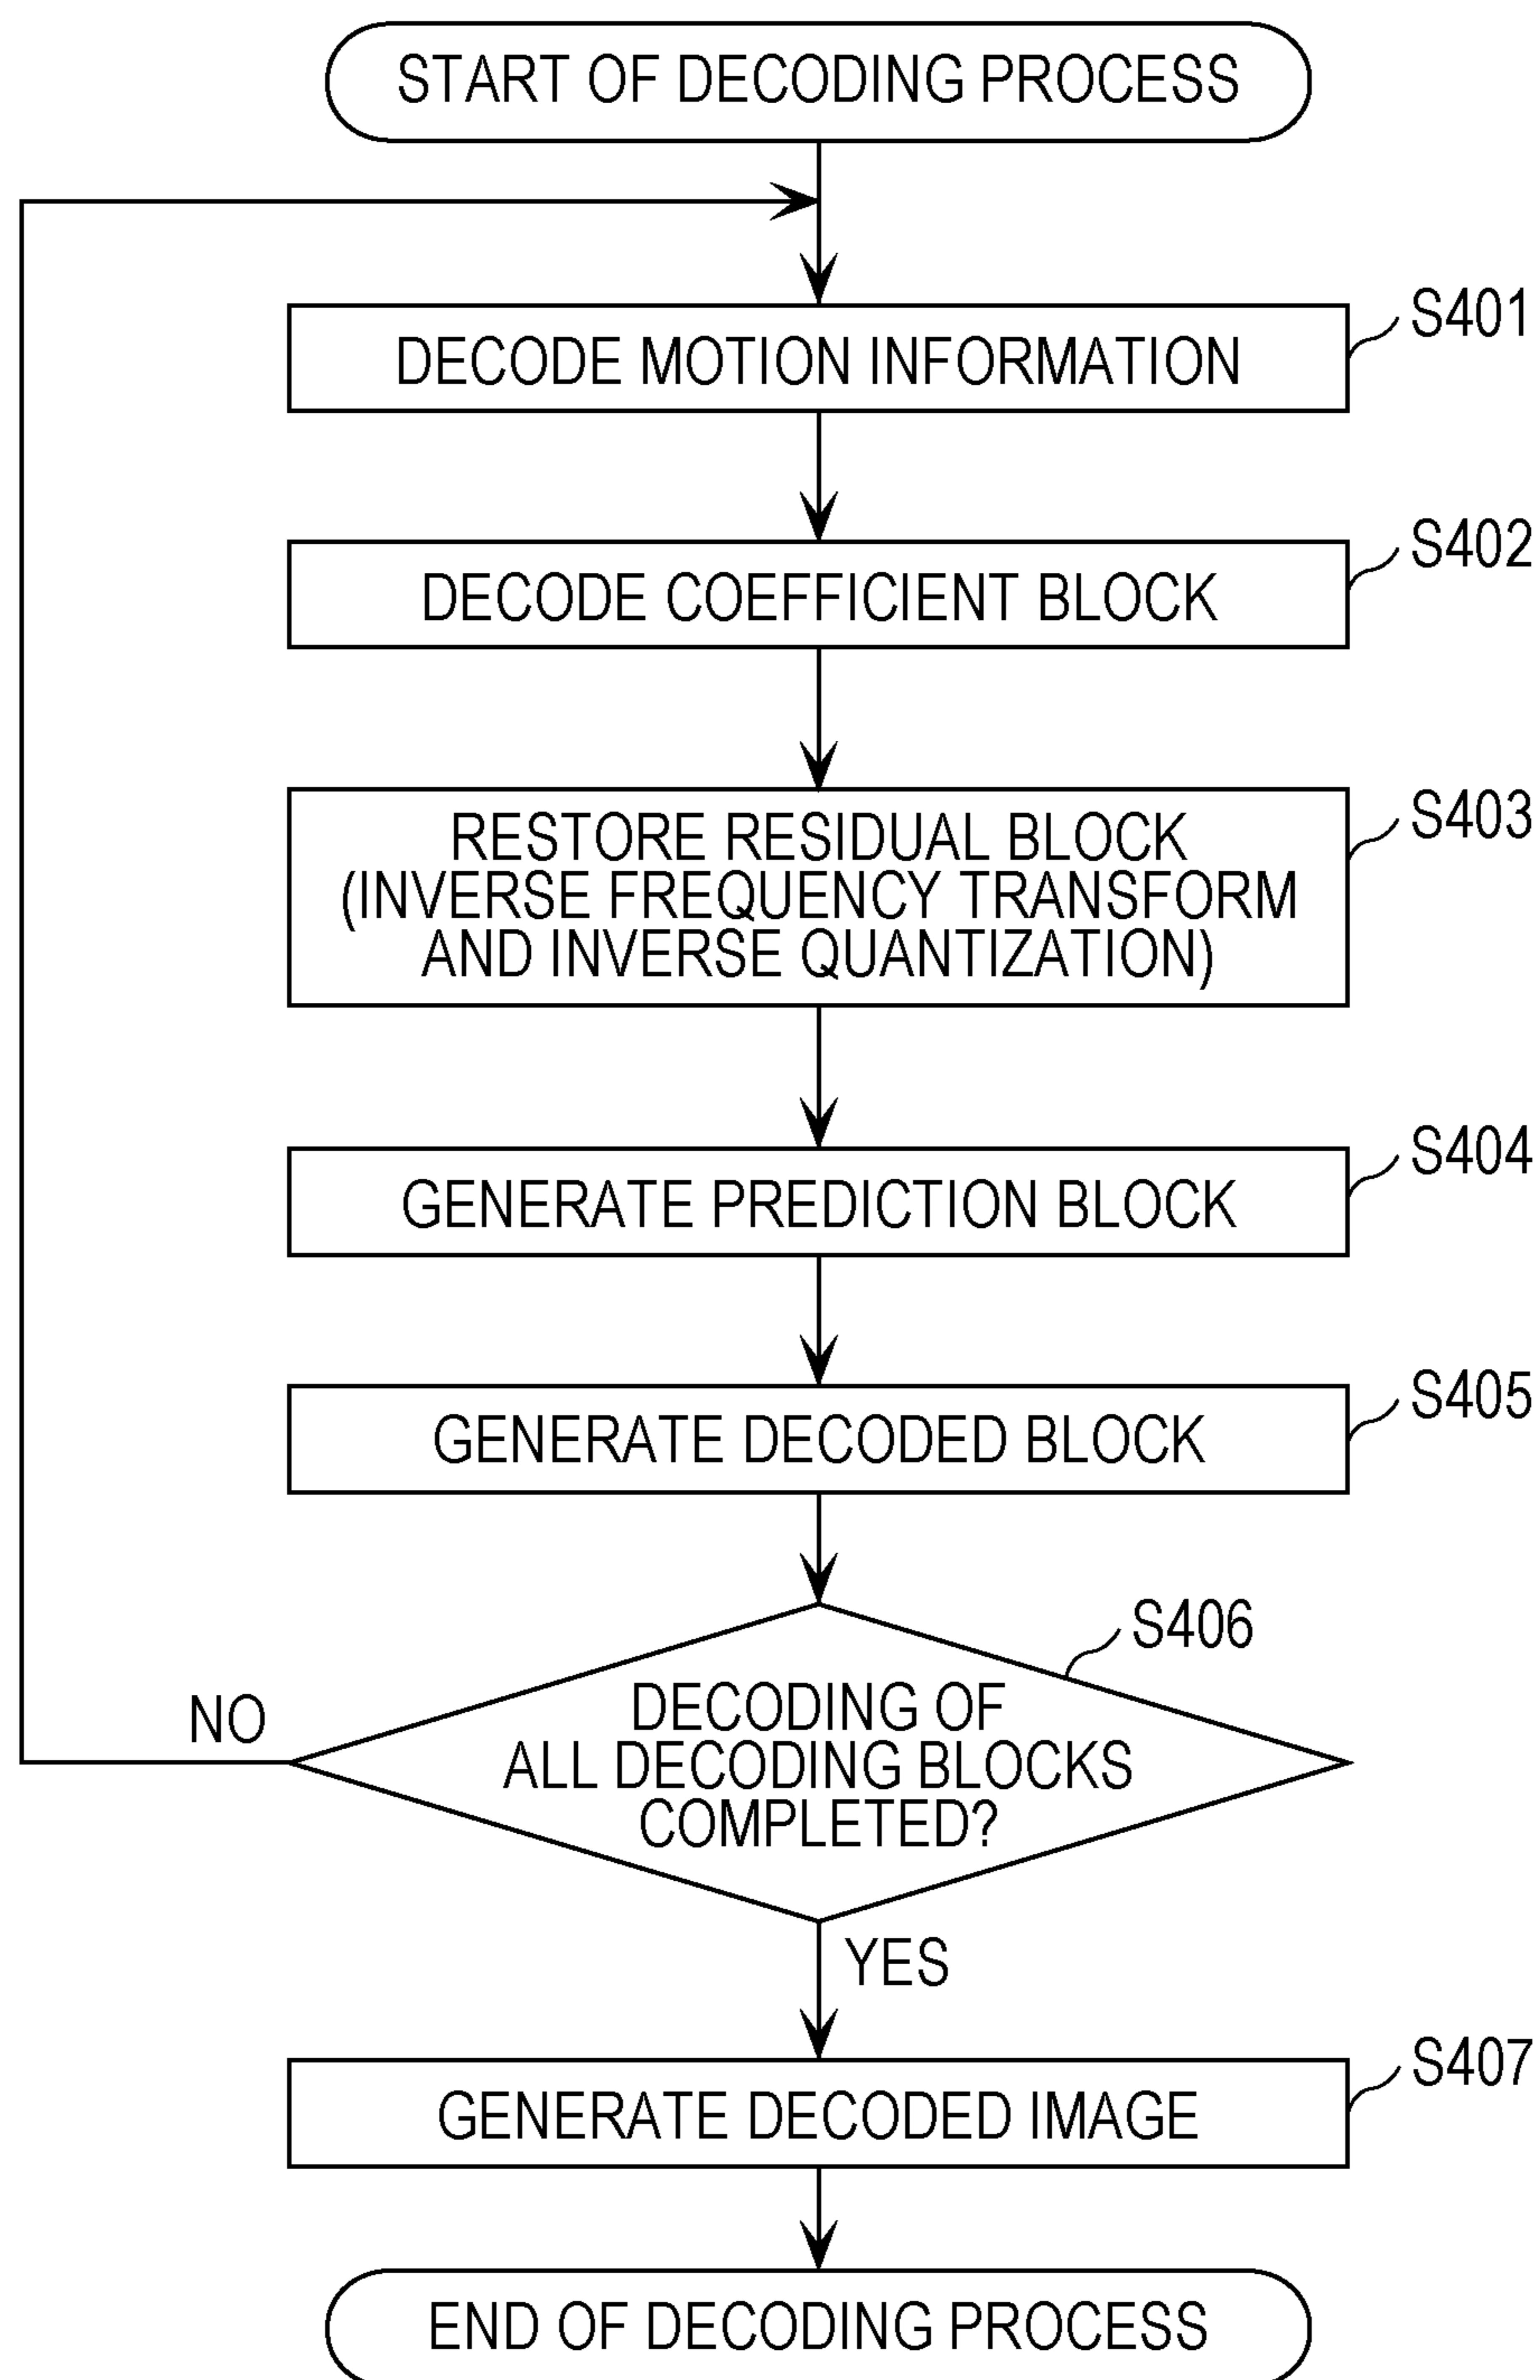 START OF DECODING PROCESS
S401
DECODE MOTION INFORMATION
S402
DECODE COEFFICIENT BLOCK
S403
RESTORE RESIDUAL BLOCK
(INVERSE FREQUENCY TRANSFORM
AND INVERSE QUANTIZATION)
S404
GENERATE PREDICTION BLOCK
S405
GENERATE DECODED BLOCK
S406
DECODING OF
ALL DECODING BLOCKS
COMPLETED?
NO
YES
S407
GENERATE DECODED IMAGE
END OF DECODING PROCESS